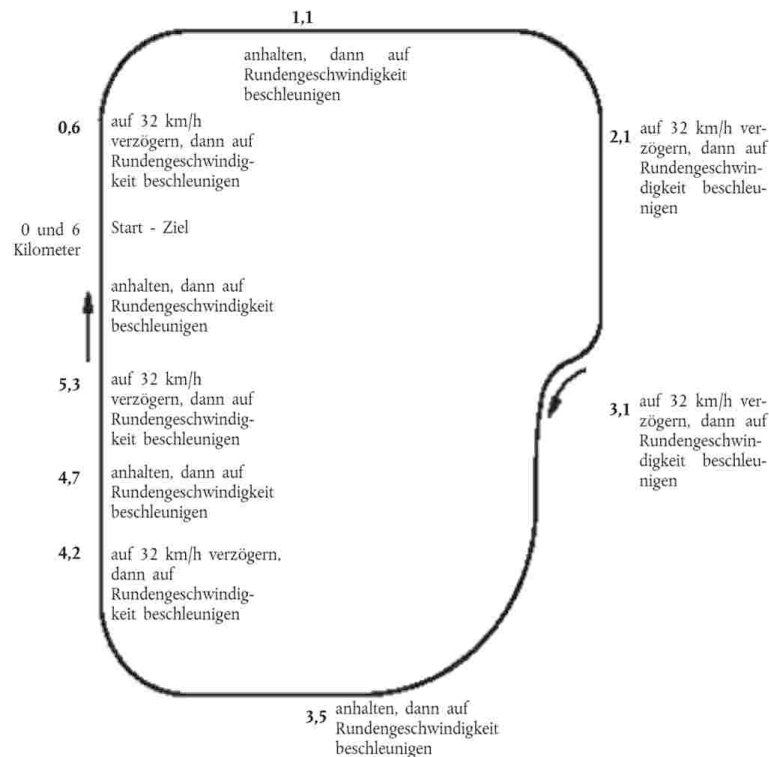 1,1
anhalten, dann auf
Rundengeschwindigkeit
beschleunigen
0,6
auf 32 km/h
verzögern, dann auf
Rundengeschwindig-
keit beschleunigen
2,1
auf 32 km/h ver-
zögern, dann auf
Rundengeschwin-
digkeit beschleu-
nigen
0 und 6
Kilometer
Start - Ziel
anhalten, dann auf
Rundengeschwindigkeit
beschleunigen
5,3
auf 32 km/h
verzögern, dann auf
Rundengeschwindig-
keit beschleunigen
3,1
auf 32 km/h ver-
zögern, dann auf
Rundengeschwin-
digkeit beschleu-
nigen
4,7
anhalten, dann auf
Rundengeschwindigkeit
beschleunigen
4,2
auf 32 km/h verzögern,
dann auf
Rundengeschwindig-
keit beschleunigen
3,5
anhalten, dann auf
Rundengeschwindigkeit
beschleunigen